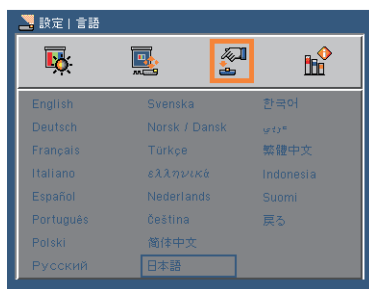 設定 | 言語
English
Deutsch
Français
Italiano
Español
Português
Polski
Русский
Svenska
Norsk / Dansk
Türkçe
ελληνικά
Nederlands
Čeština
简体中文
日本語
한국어
繁體中文
Indonesia
Suomi
戻る